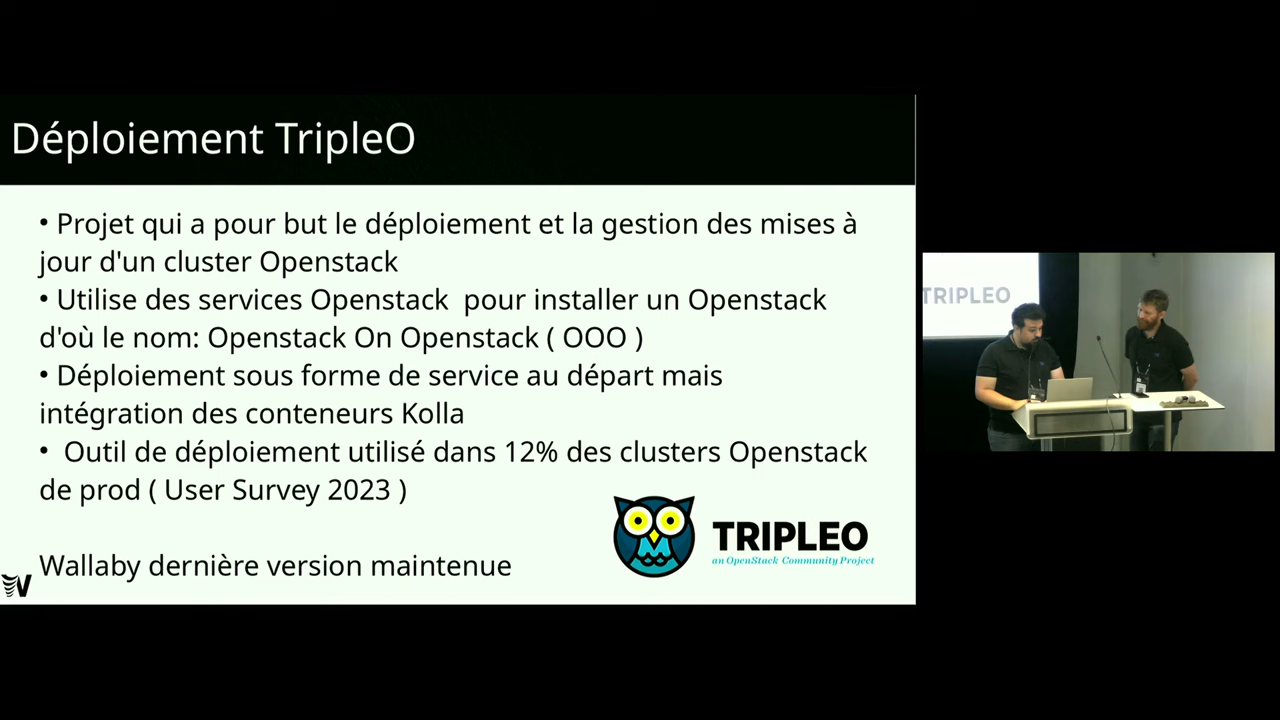 Déploiement TripleO
• Projet qui a pour but le déploiement et la gestion des mises à
jour d'un cluster Openstack
• Utilise des services Openstack  pour installer un Openstack
d'où le nom: Openstack On Openstack ( OOO )
• Déploiement sous forme de service au départ mais
intégration des conteneurs Kolla
•  Outil de déploiement utilisé dans 12% des clusters Openstack
de prod ( User Survey 2023 )
TRIPLEO
an OpenStack Community Project
Wallaby dernière version maintenue
TRIPLEO